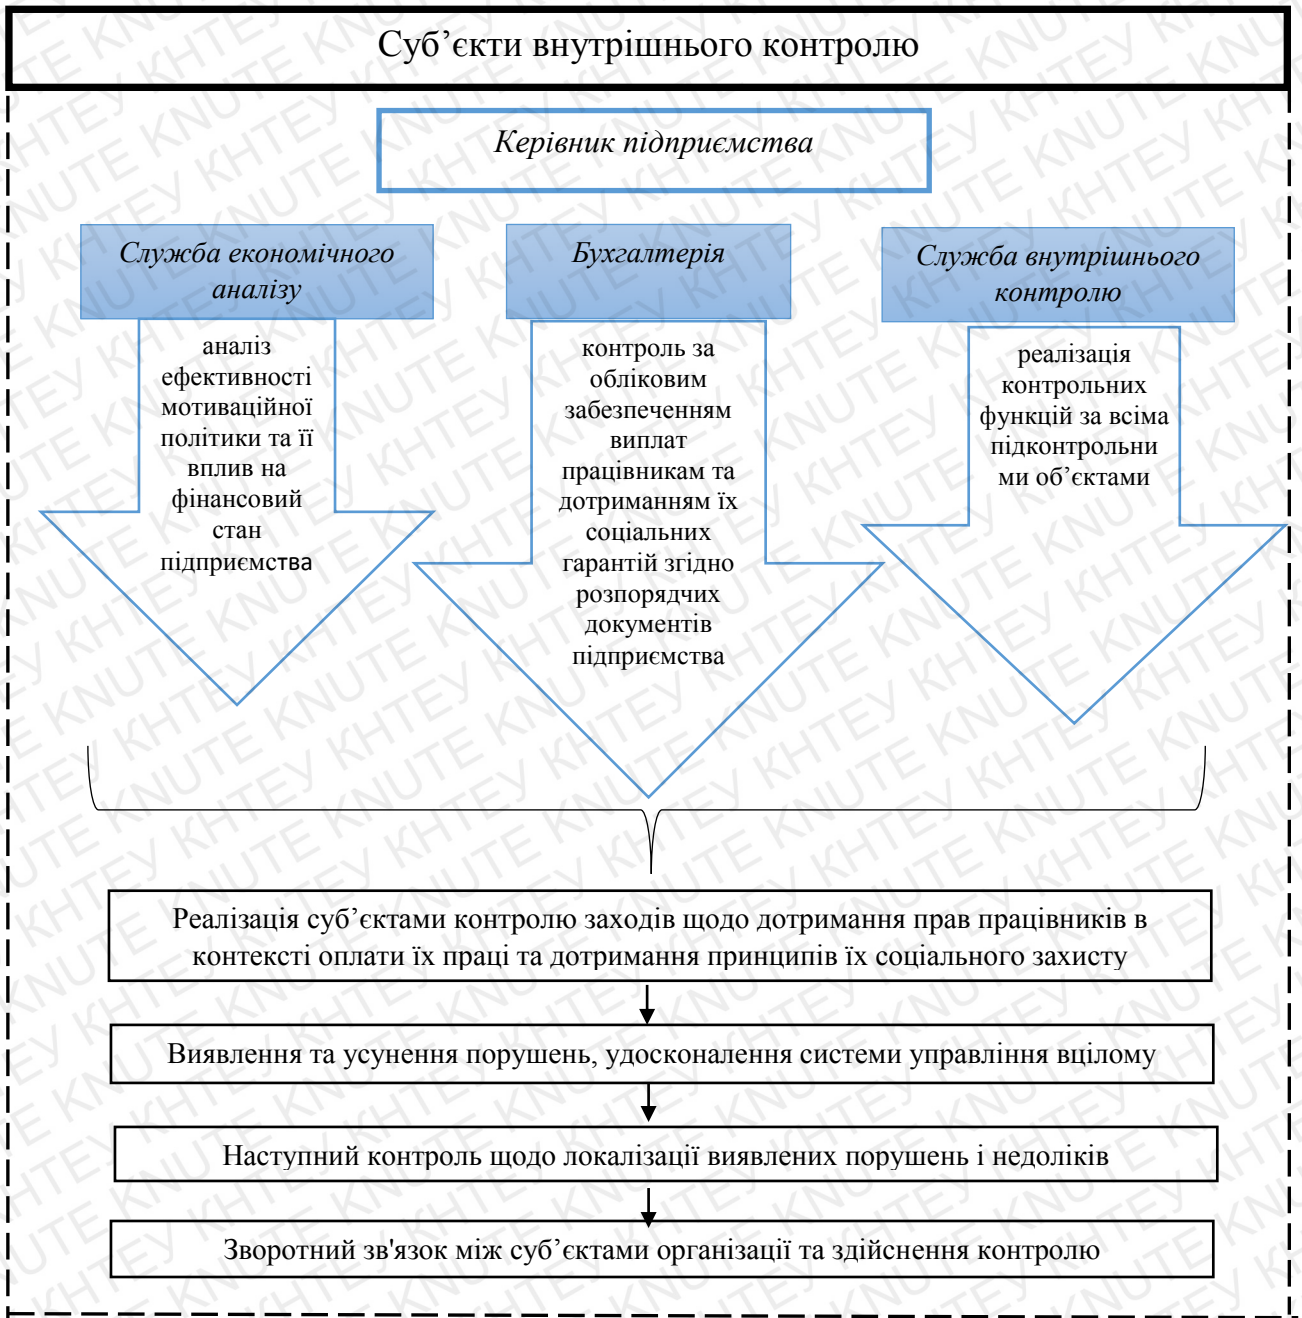 Суб’єкти внутрішнього контролю
Керівник підприємства
Служба економічного
аналізу
аналіз
ефективності
мотиваційної
політики та її
вплив на
фінансовий
стан
підприємства
Бухгалтерія
контроль за
обліковим
забезпеченням
виплат
працівникам та
дотриманням їх
соціальних
гарантій згідно
розпорядчих
документів
підприємства
Служба внутрішнього
контролю
реалізація
контрольних
функцій за всіма
підконтрольни
ми об’єктами
Реалізація суб’єктами контролю заходів щодо дотримання прав працівників в
контексті оплати їх праці та дотримання принципів їх соціального захисту
Виявлення та усунення порушень, удосконалення системи управління вцілому
Наступний контроль щодо локалізації виявлених порушень і недоліків
Зворотний зв'язок між суб’єктами організації та здійснення контролю